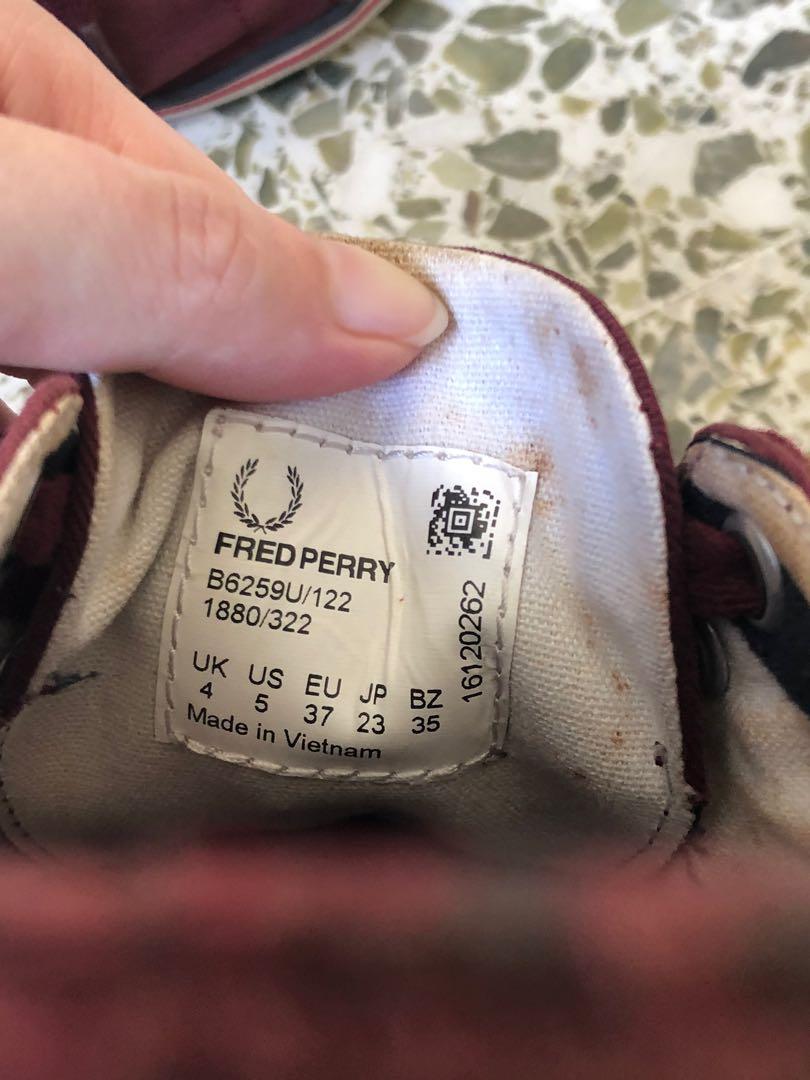 FRED PERRY
B6259U/122
1880/322
UK US EU JP BZ
4 5 37 23 35
Made in Vietnam
16120262